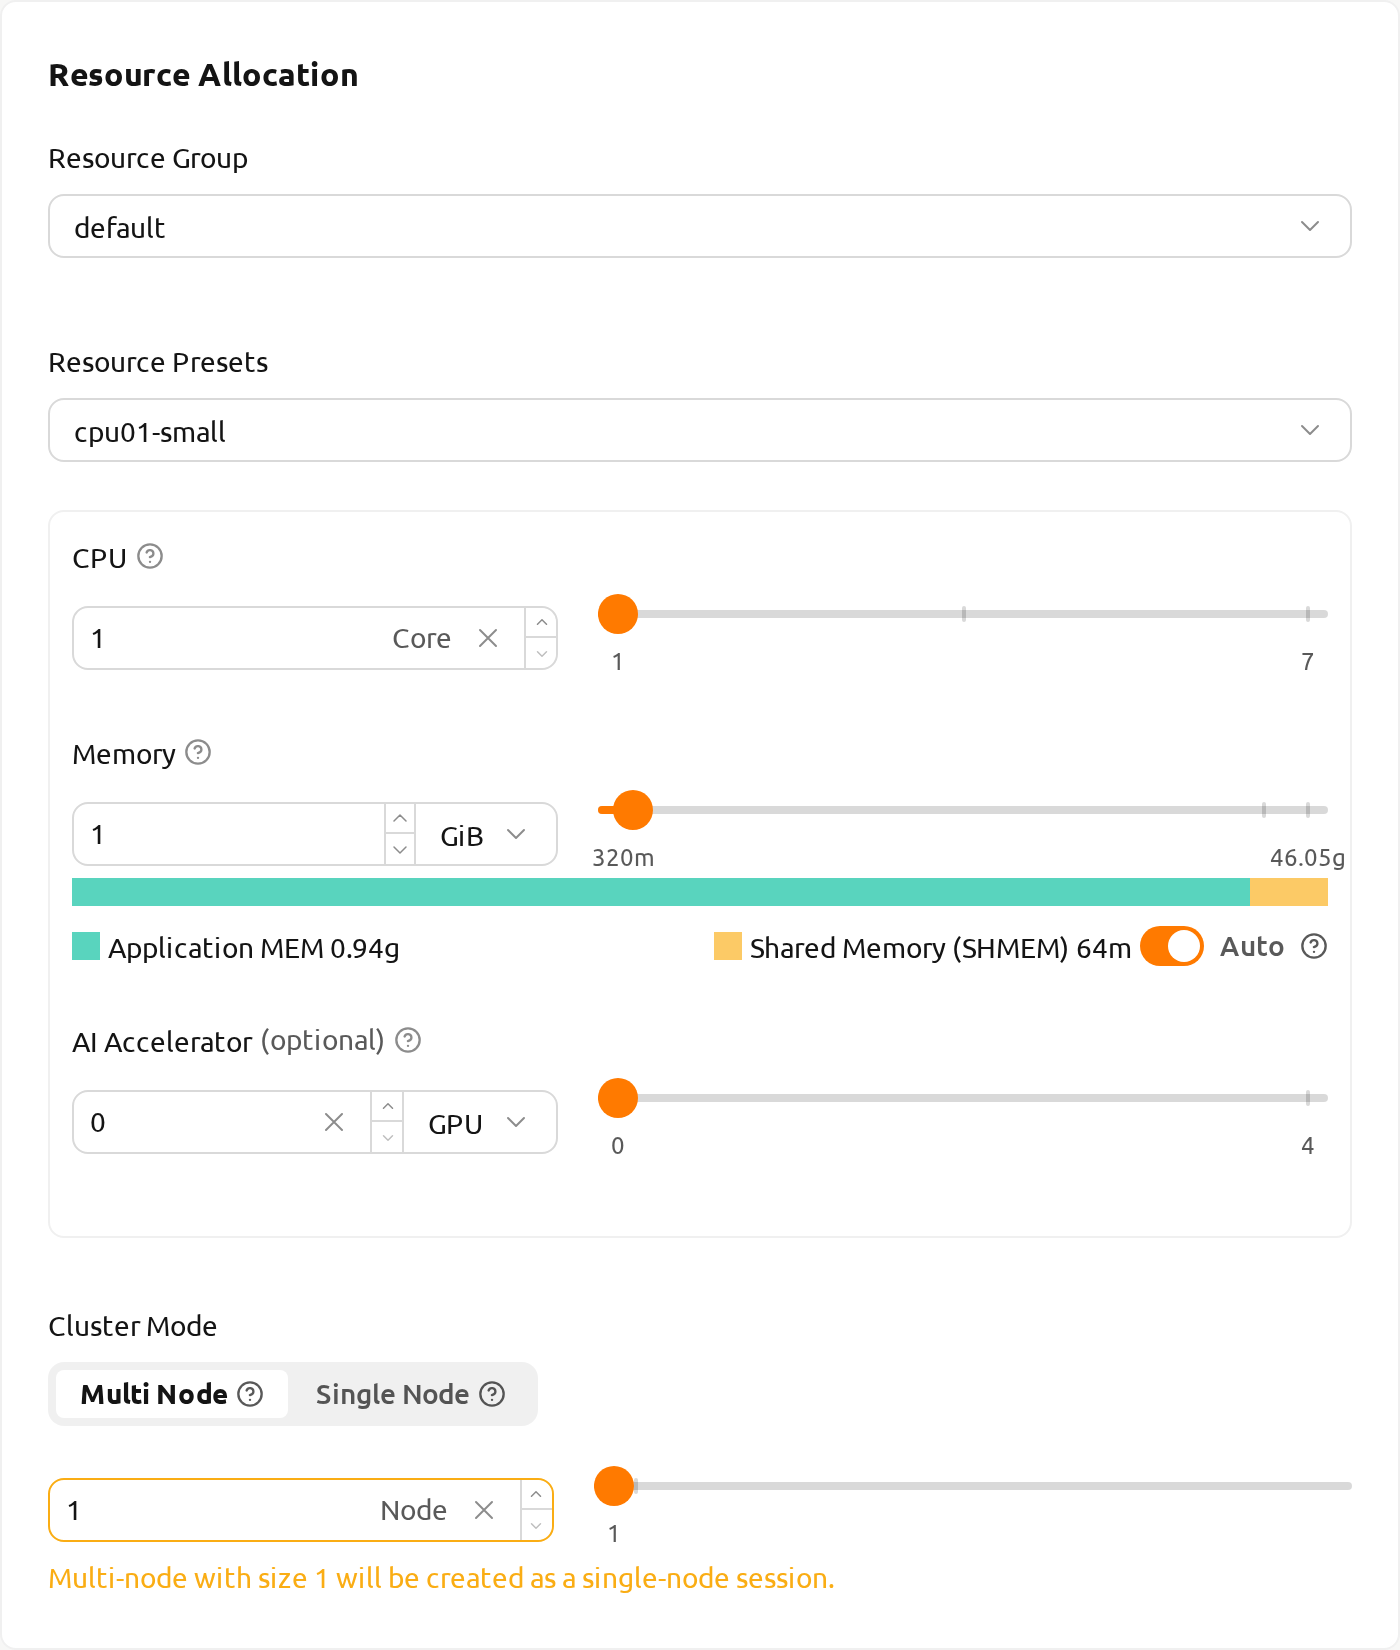 Resource Allocation
Resource Group
default
Resource Presets
cpu01-small
CPU
1 Core
1 7
Memory
1 GiB
320m 46.05g
Application MEM 0.94g Shared Memory (SHMEM) 64m Auto
AI Accelerator (optional)
0 GPU
0 4
Cluster Mode
Multi Node Single Node
1 Node
1
Multi-node with size 1 will be created as a single-node session.